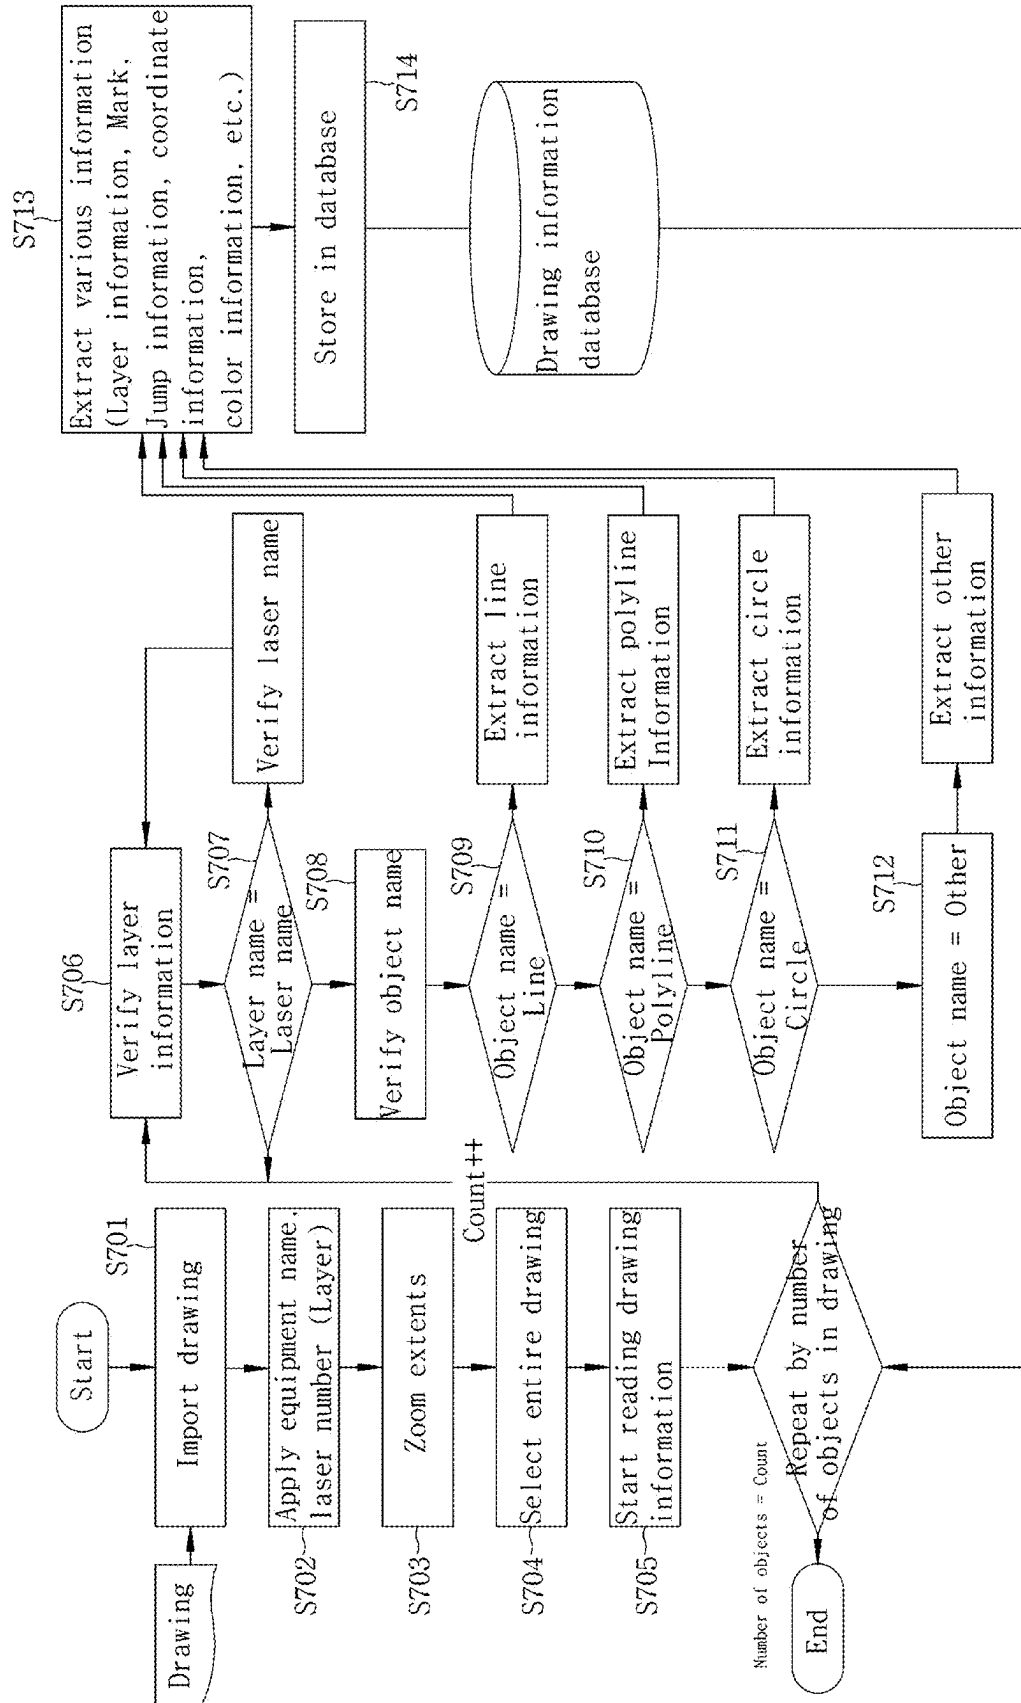 Start
S701
Drawing
Import drawing
Apply equipment name,
laser number (Layer)
S702
Zoom extents
S703
Select entire drawing
S704
Start reading drawing
information
S705
Number of objects = Count
Repeat by number
of objects in drawing
End
Count++
S706
Verify layer
information
S707
Layer name =
Laser name
Verify laser name
S708
Verify object name
S709
Object name =
Line
Extract line
information
S710
Object name =
Polyline
Extract polyline
Information
S711
Object name =
Circle
Extract circle
information
S712
Object name = Other
Extract other
information
S713
Extract various information
(Layer information, Mark,
Jump information, coordinate
information,
color information, etc.)
S714
Store in database
Drawing information
database